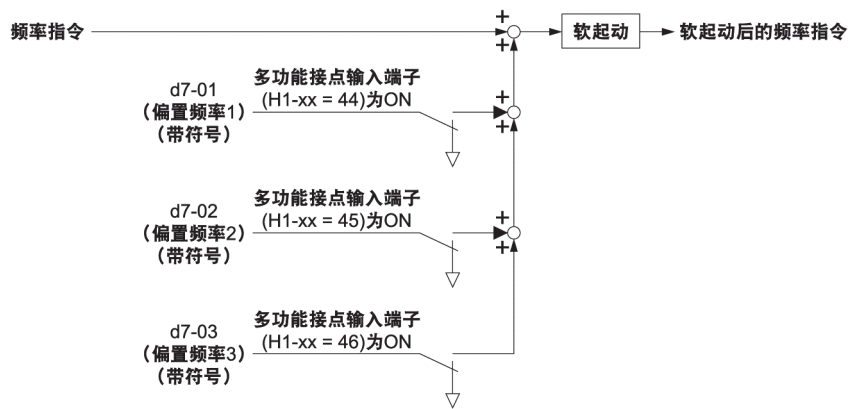 频率指令
软起动
软起动后的频率指令
+
+
d7-01
（偏置频率1）
（带符号）
多功能接点输入端子
(H1-xx = 44)为ON
+
+
d7-02
（偏置频率2）
（带符号）
多功能接点输入端子
(H1-xx = 45)为ON
+
+
d7-03
（偏置频率3）
（带符号）
多功能接点输入端子
(H1-xx = 46)为ON